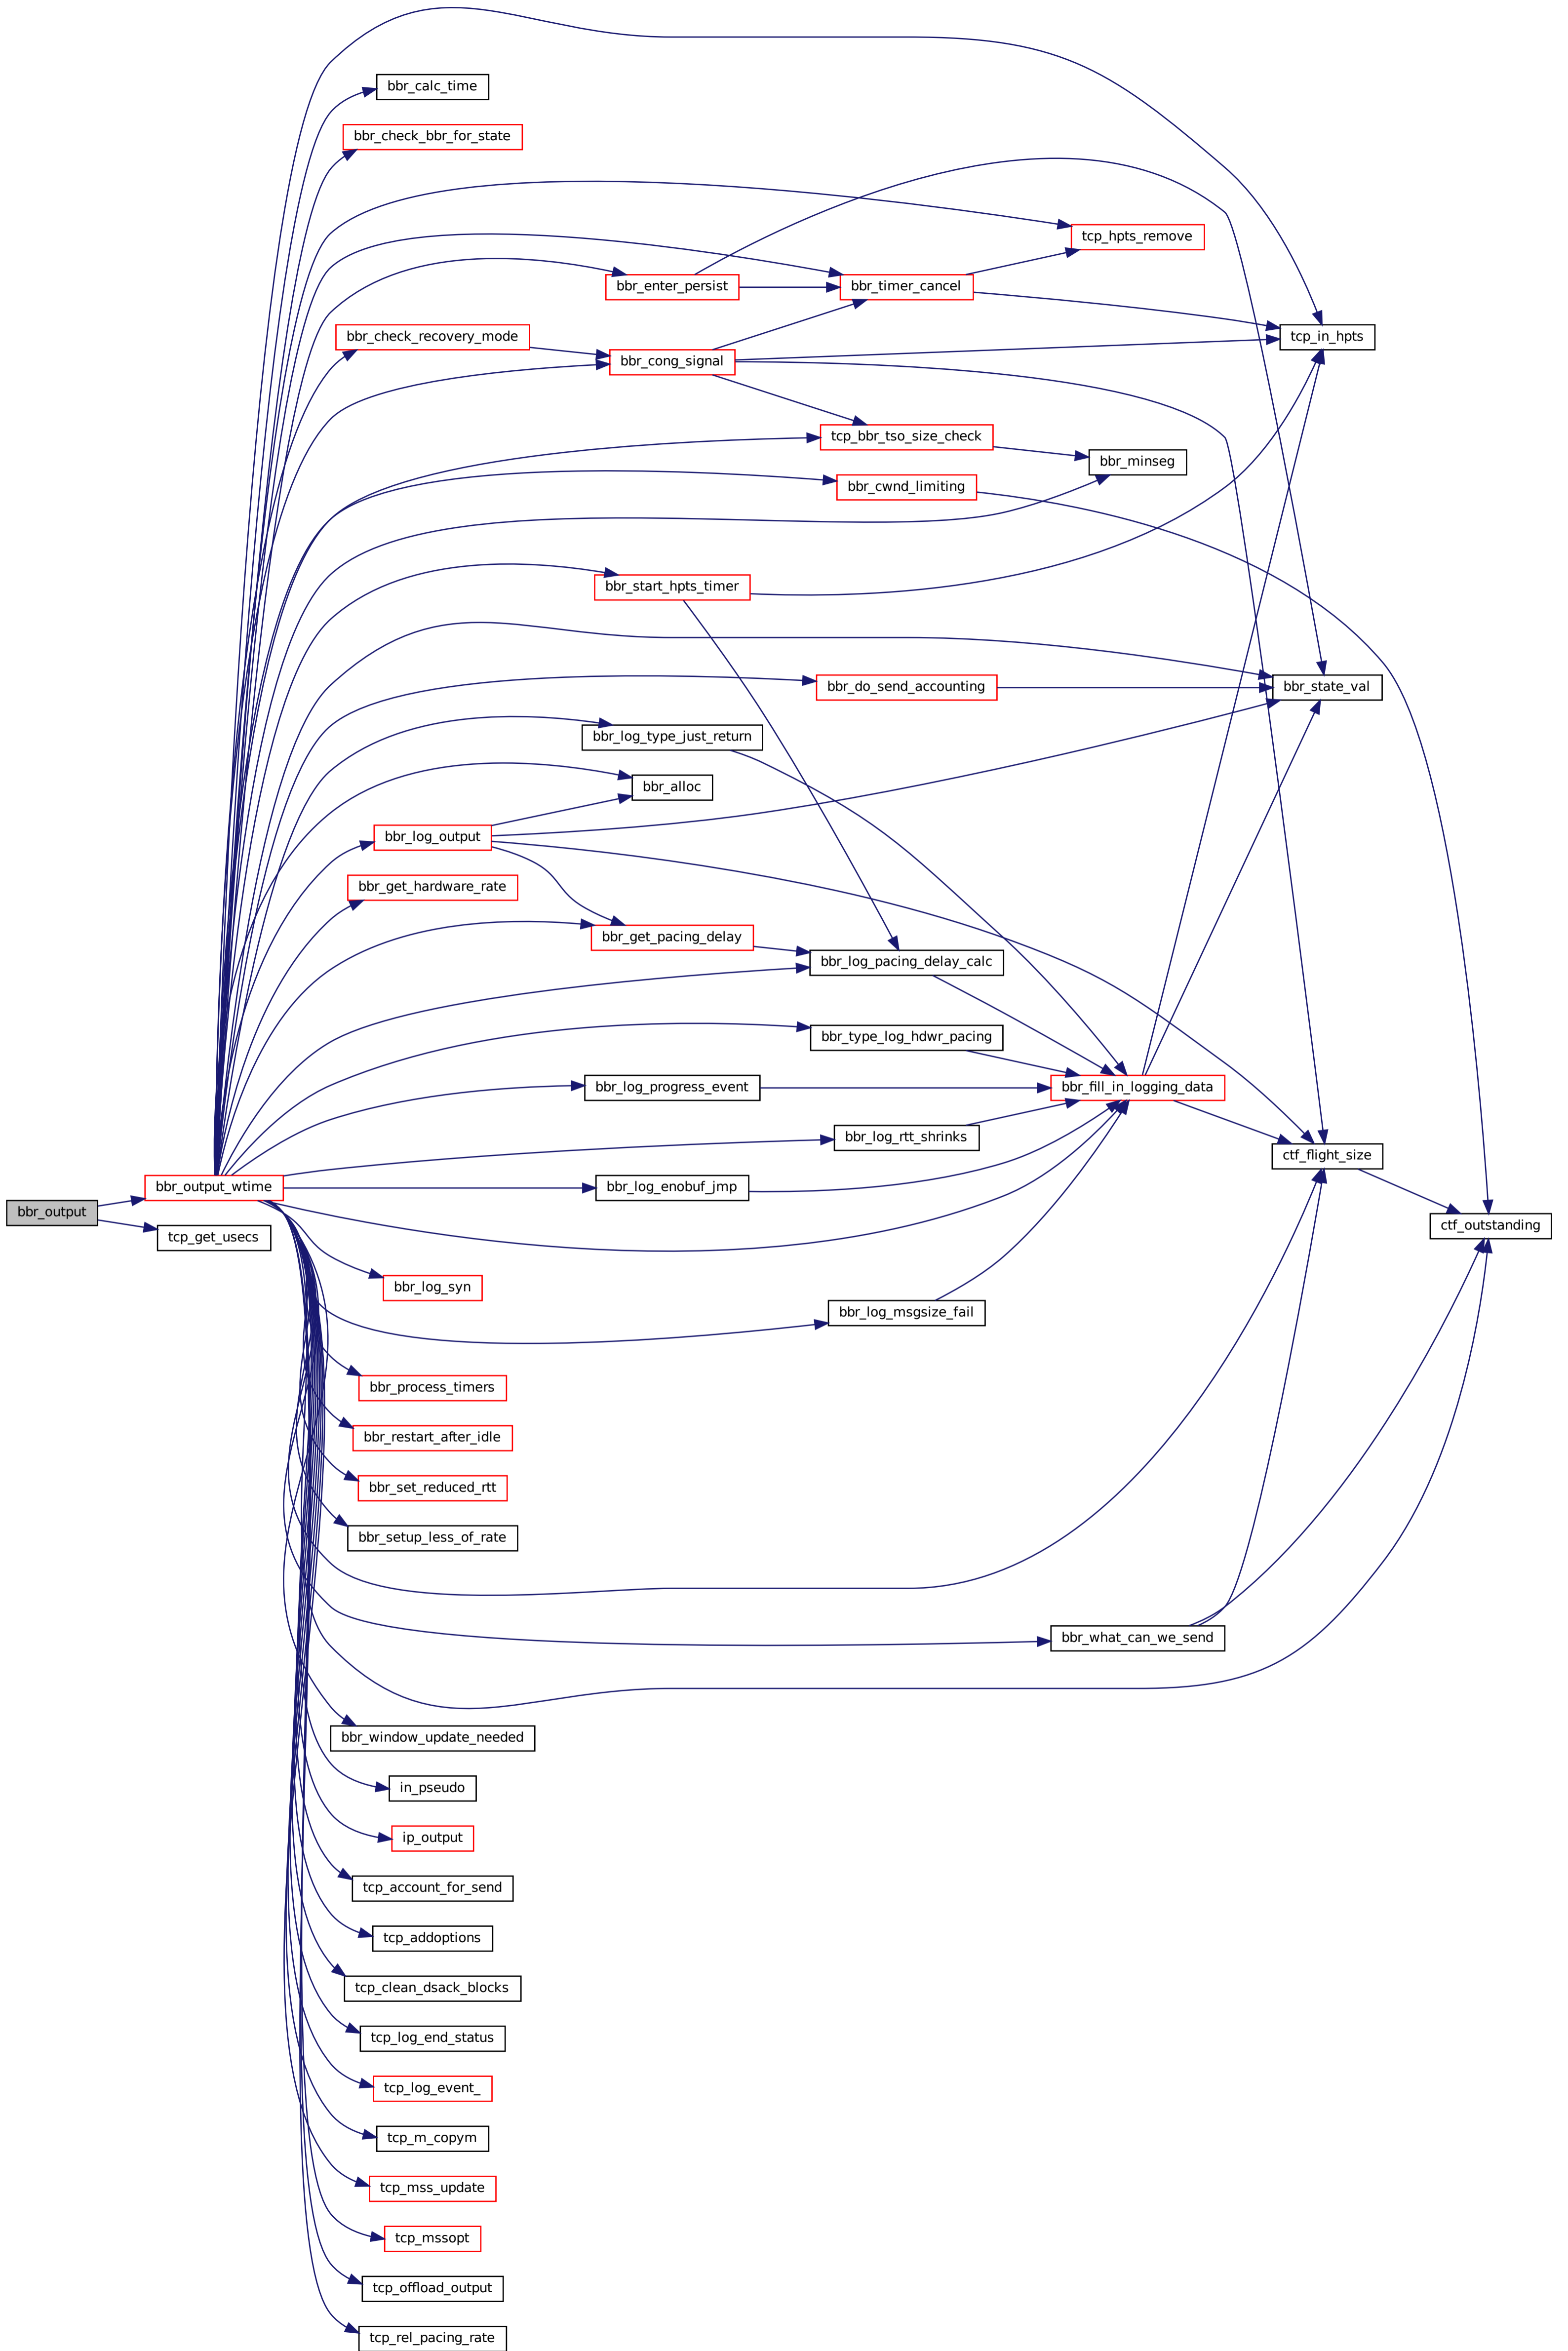 bbr_calc_time
bbr_check_bbr_for_state
tcp_hpts_remove
bbr_enter_persist
bbr_timer_cancel
bbr_check_recovery_mode
tcp_in_hpts
bbr_cong_signal
tcp_bbr_tso_size_check
bbr_minseg
bbr_cwnd_limiting
bbr_start_hpts_timer
bbr_do_send_accounting
bbr_state_val
bbr_log_type_just_return
bbr_alloc
bbr_log_output
bbr_get_hardware_rate
bbr_get_pacing_delay
bbr_log_pacing_delay_calc
bbr_type_log_hdwr_pacing
bbr_log_progress_event
bbr_fill_in_logging_data
bbr_log_rtt_shrinks
ctf_flight_size
bbr_output_wtime
bbr_log_enobuf_jmp
bbr_output
ctf_outstanding
tcp_get_usecs
bbr_log_syn
bbr_log_msgsize_fail
bbr_process_timers
bbr_restart_after_idle
bbr_set_reduced_rtt
bbr_setup_less_of_rate
bbr_what_can_we_send
bbr_window_update_needed
in_pseudo
ip_output
tcp_account_for_send
tcp_addoptions
tcp_clean_dsack_blocks
tcp_log_end_status
tcp_log_event_
tcp_m_copym
tcp_mss_update
tcp_mssopt
tcp_offload_output
tcp_rel_pacing_rate